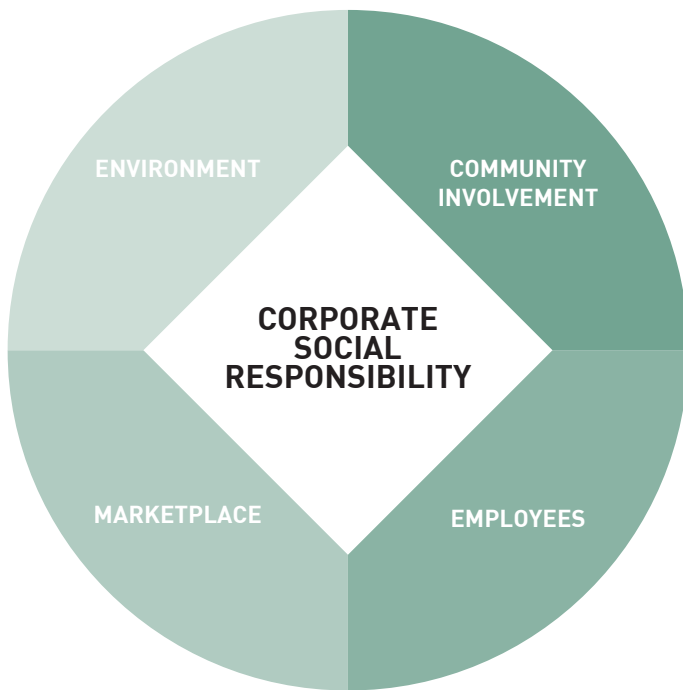 ENVIRONMENT
COMMUNITY
INVOLVEMENT
CORPORATE
SOCIAL
RESPONSIBILITY
MARKETPLACE
EMPLOYEES